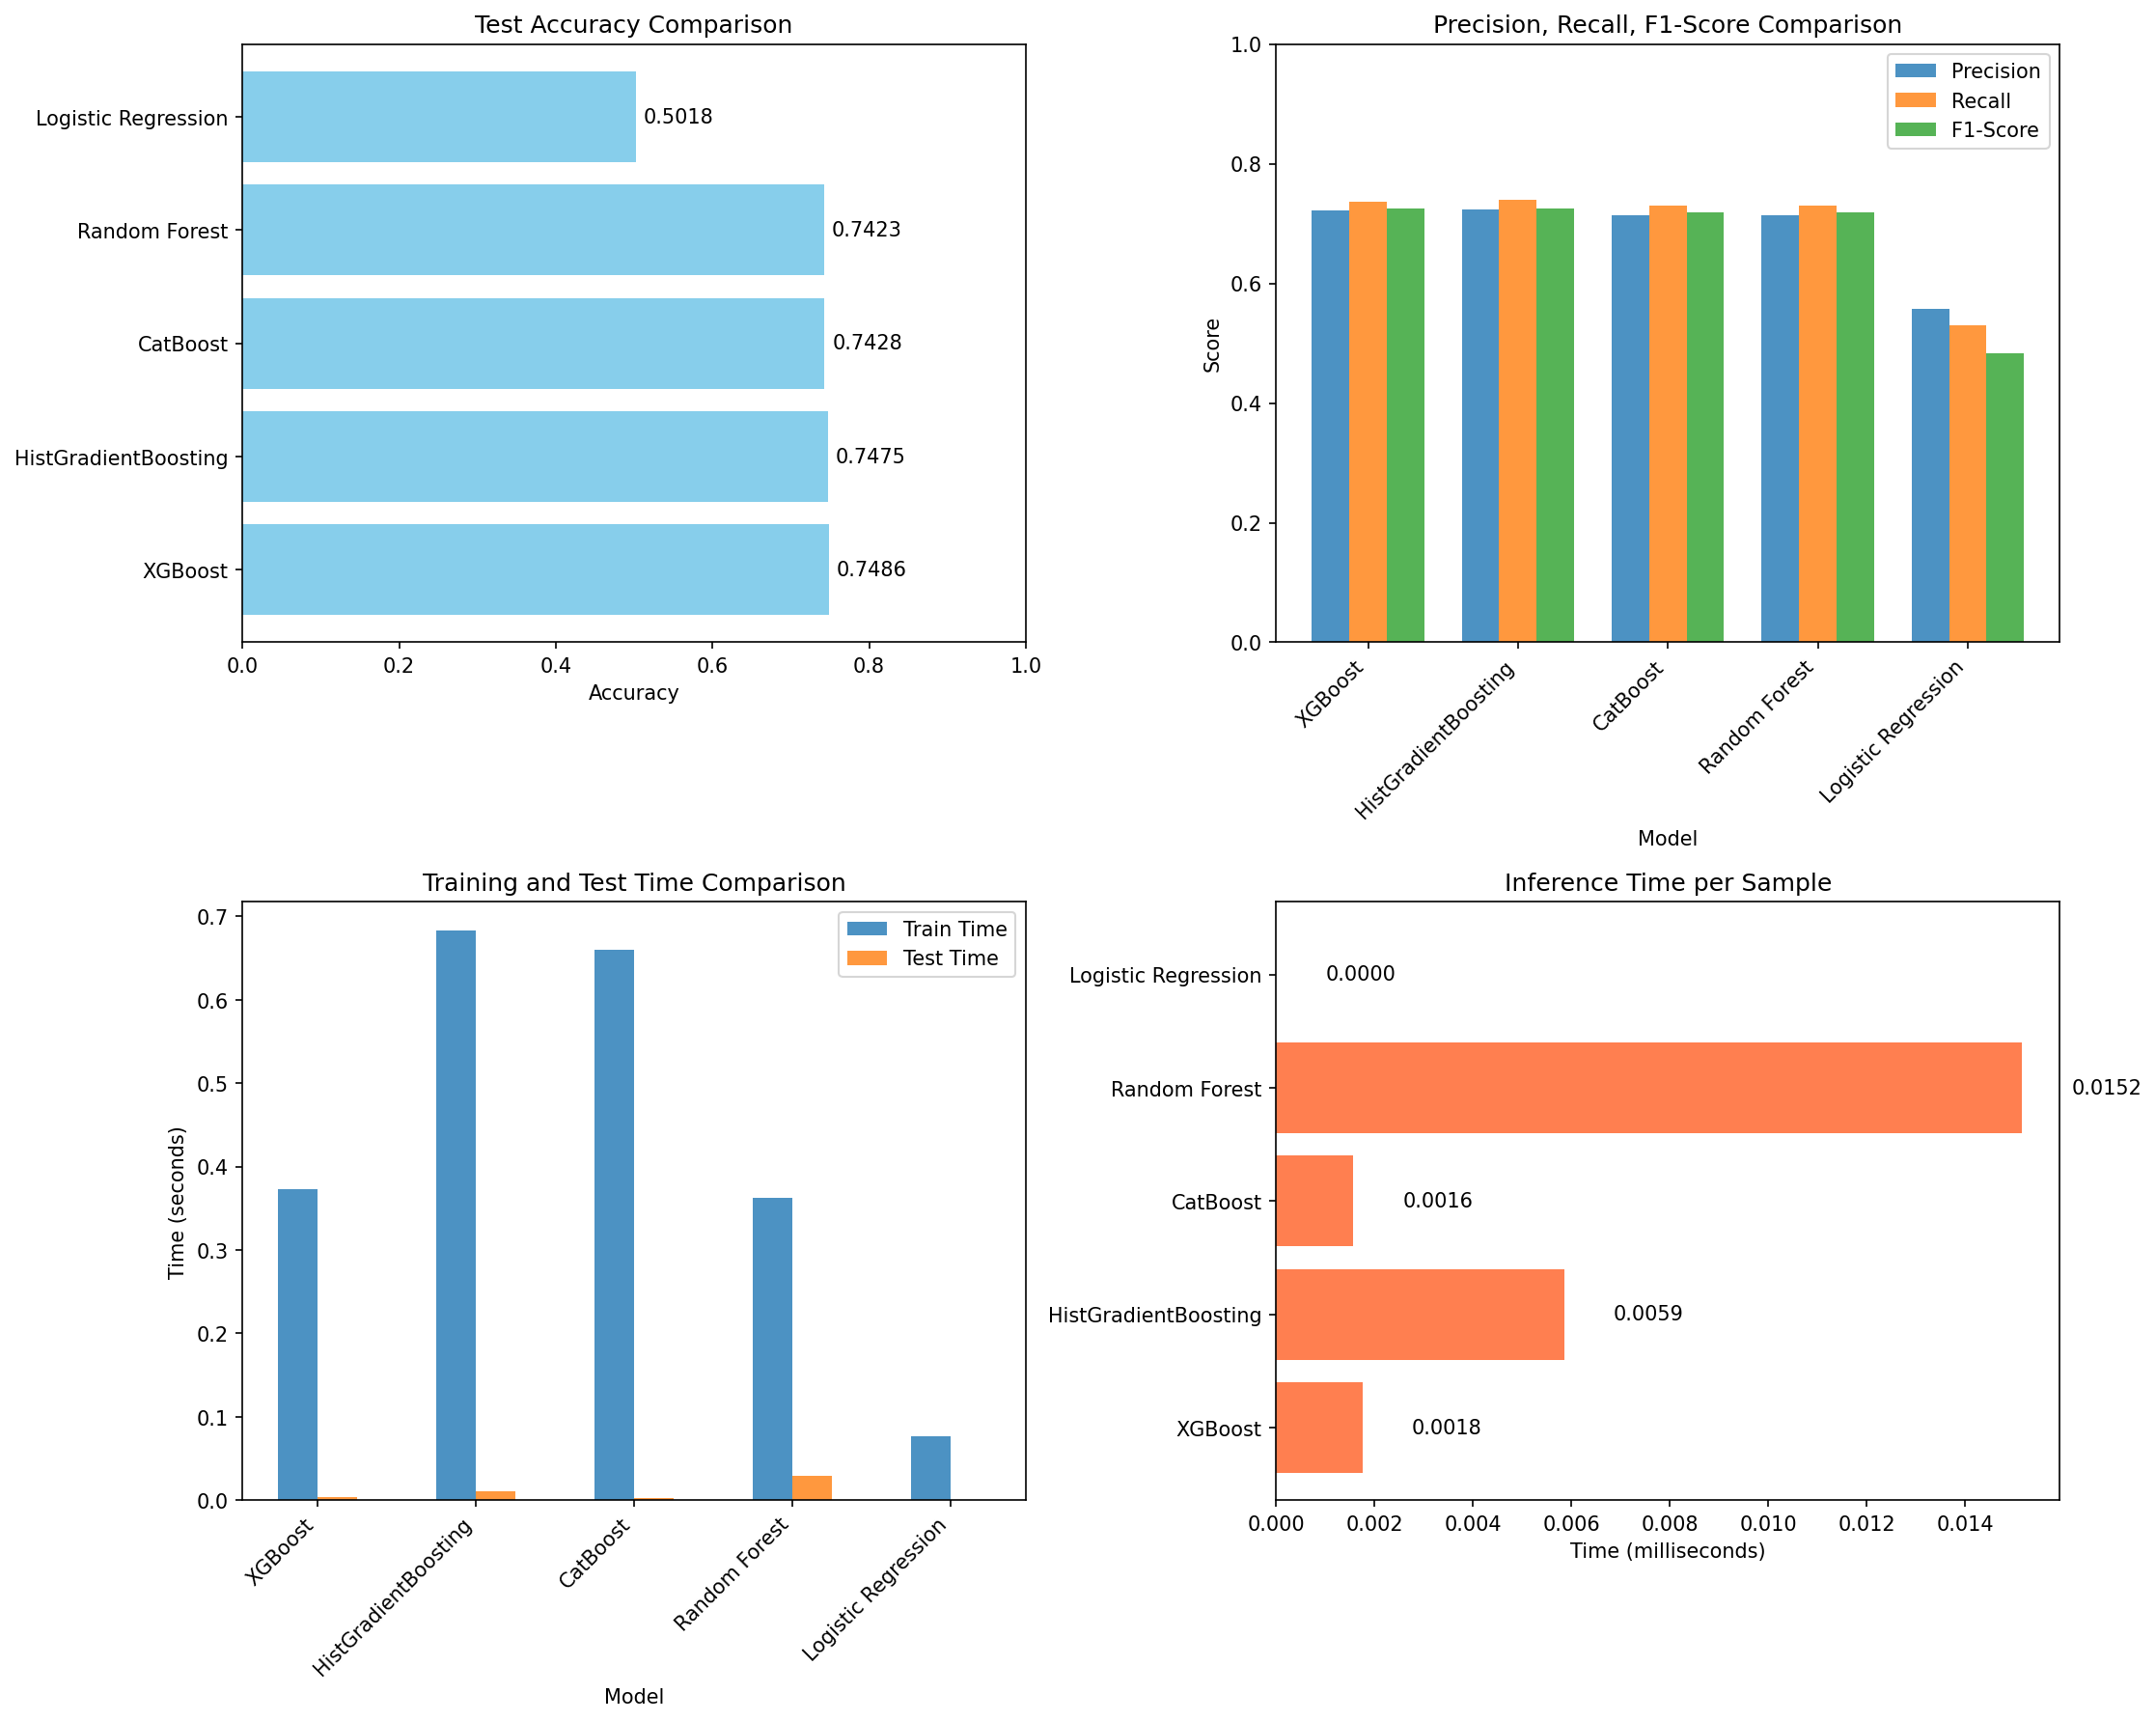 Test Accuracy Comparison
Logistic Regression
0.5018
Random Forest
0.7423
CatBoost
0.7428
HistGradientBoosting
0.7475
XGBoost
0.7486
0.0 0.2 0.4 0.6 0.8 1.0
Accuracy
Precision, Recall, F1-Score Comparison
1.0
0.8
0.6
0.4
0.2
0.0
Score
Precision
Recall
F1-Score
XGBoost
HistGradientBoosting
CatBoost
Random Forest
Logistic Regression
Model
Training and Test Time Comparison
0.7
0.6
0.5
0.4
0.3
0.2
0.1
0.0
Time (seconds)
Train Time
Test Time
XGBoost
HistGradientBoosting
CatBoost
Random Forest
Logistic Regression
Model
Inference Time per Sample
Logistic Regression
0.0000
Random Forest
0.0152
CatBoost
0.0016
HistGradientBoosting
0.0059
XGBoost
0.0018
0.000 0.002 0.004 0.006 0.008 0.010 0.012 0.014
Time (milliseconds)